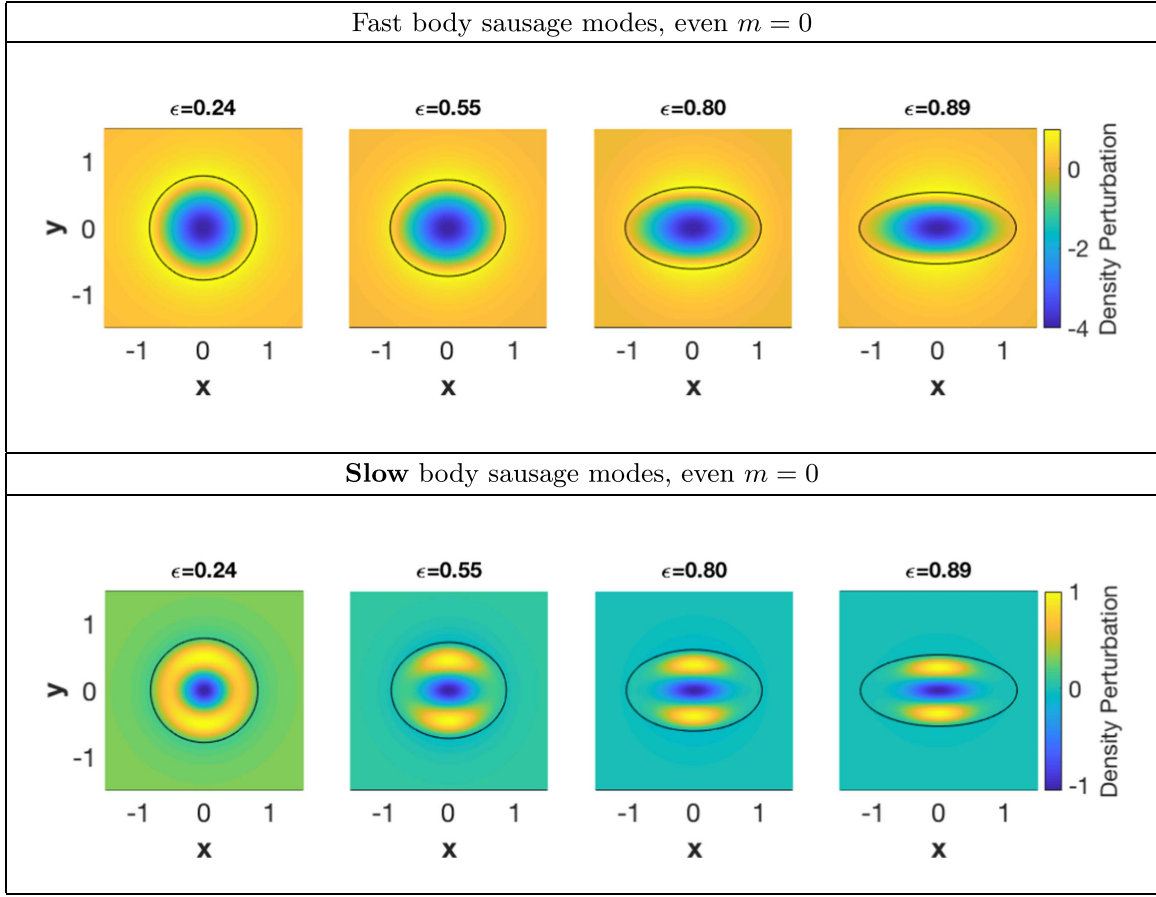 Fast body sausage modes, even m = 0
ϵ=0.24 ϵ=0.55 ϵ=0.80 ϵ=0.89
1
0
-1
y
-1 0 1 -1 0 1 -1 0 1 -1 0 1
x x x x
0
-2
-4
Density Perturbation
Slow body sausage modes, even m = 0
ϵ=0.24 ϵ=0.55 ϵ=0.80 ϵ=0.89
1
0
-1
y
-1 0 1 -1 0 1 -1 0 1 -1 0 1
x x x x
1
0
-1
Density Perturbation